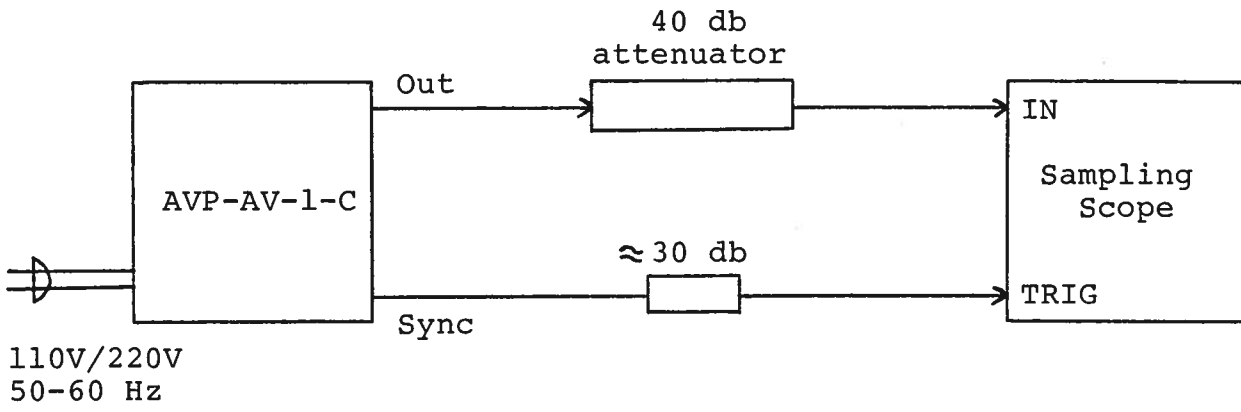 40 db
attenuator
Out
IN
AVP-AV-1-C
Sampling
Scope
≈ 30 db
TRIG
Sync
110V/220V
50-60 Hz